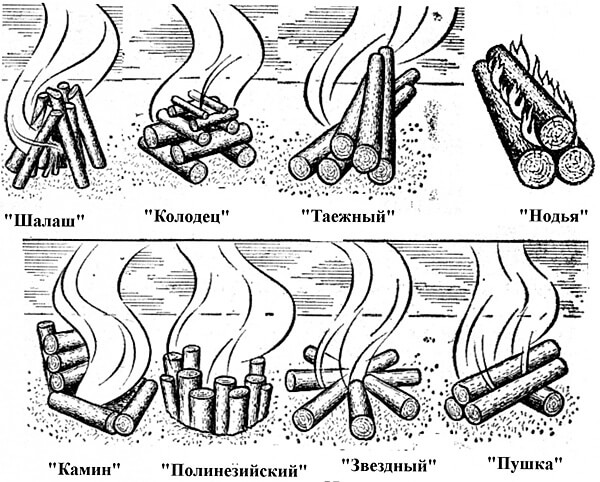 "Шалаш" "Колодец" "Таежный" "Нодья"
"Камин" "Полинезийский" "Звездный" "Пушка"